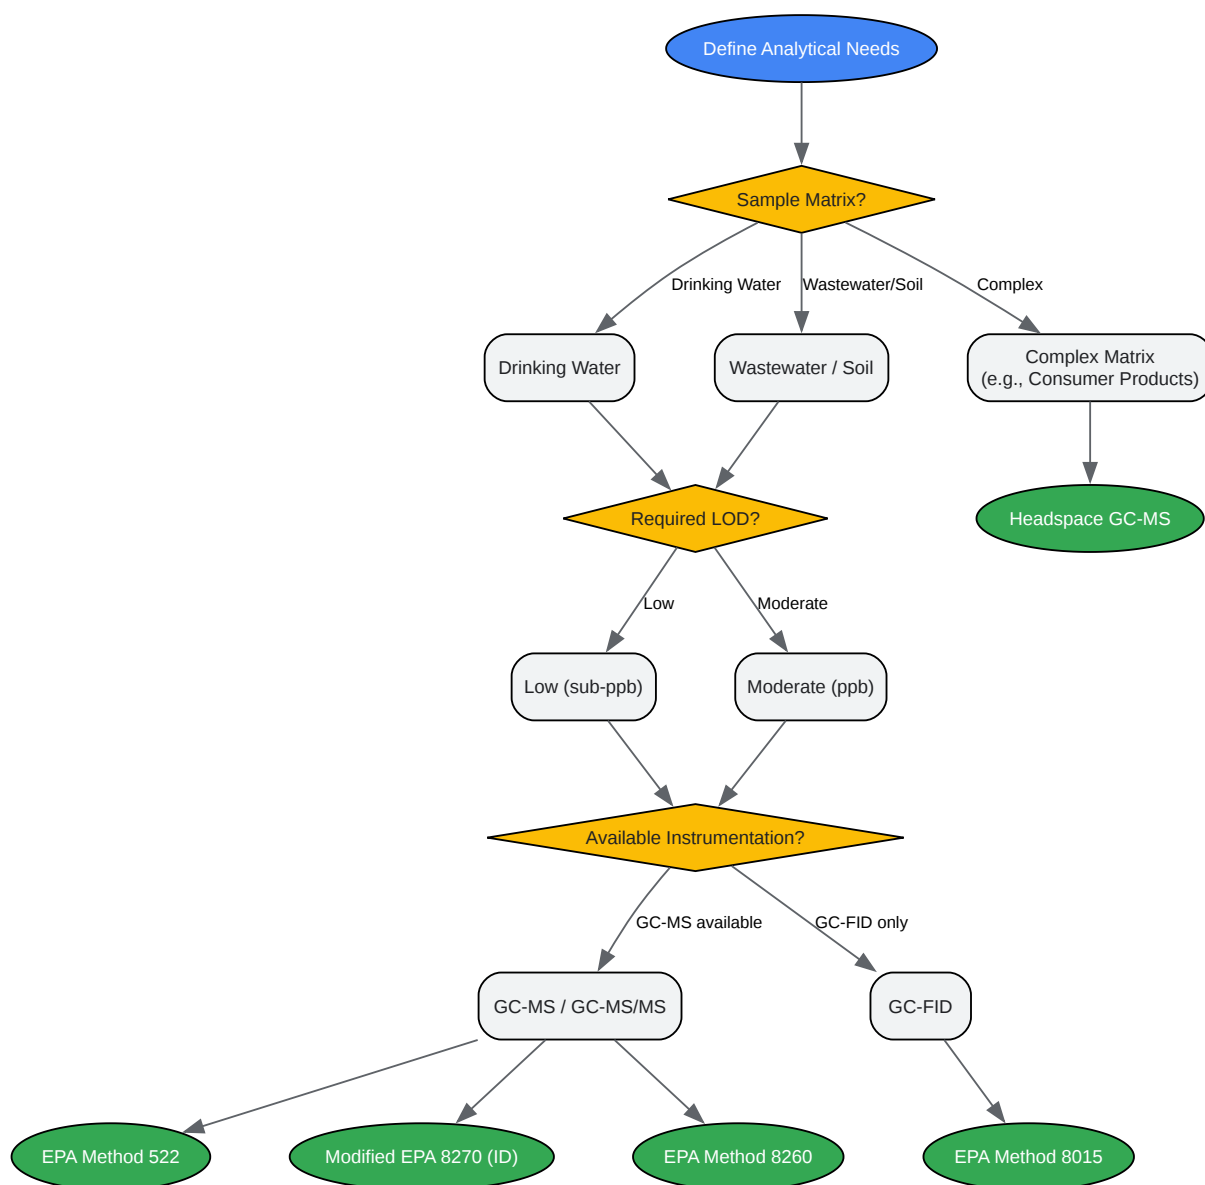 Define Analytical Needs
Sample Matrix?
Drinking Water
Wastewater/Soil
Complex
Drinking Water
Wastewater / Soil
Complex Matrix
(e.g., Consumer Products)
Required LOD?
Headspace GC-MS
Low
Moderate
Low (sub-ppb)
Moderate (ppb)
Available Instrumentation?
GC-MS available
GC-FID only
GC-MS / GC-MS/MS
GC-FID
EPA Method 522
Modified EPA 8270 (ID)
EPA Method 8260
EPA Method 8015